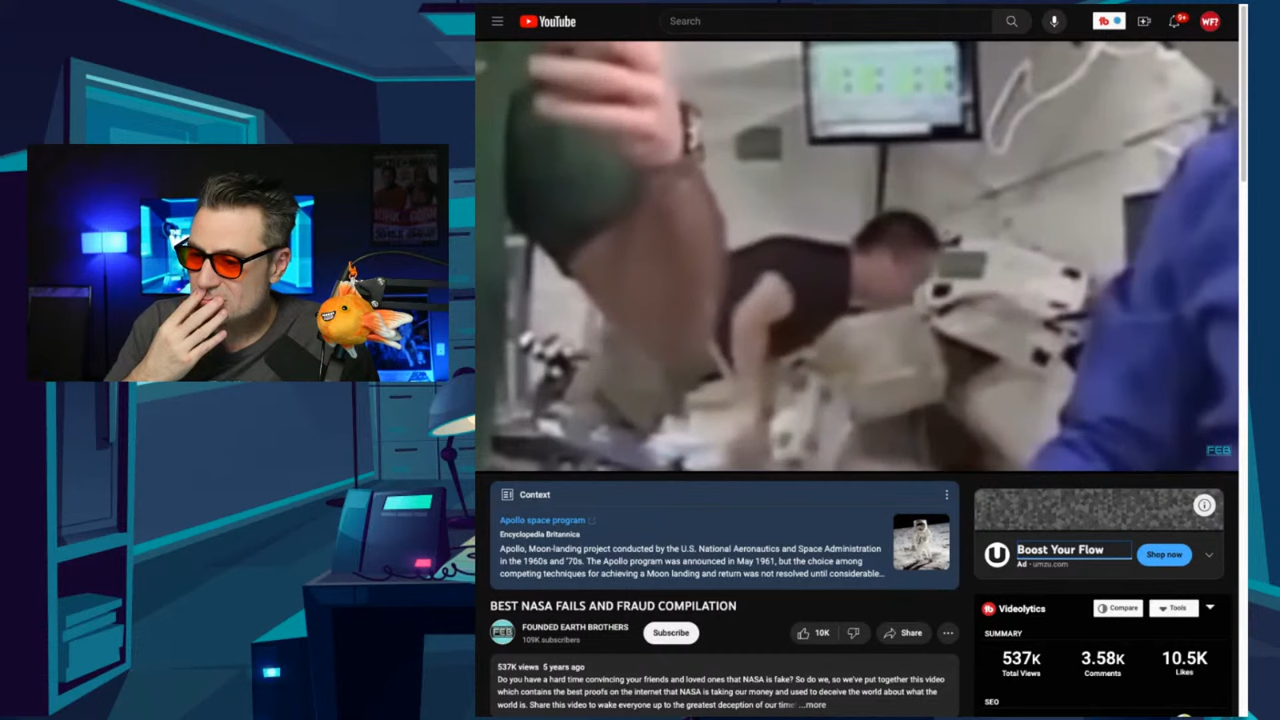 YouTube
Search
9+
WF?
FEB
Context
Apollo space program
Encyclopedia Britannica
Apollo, Moon-landing project conducted by the U.S. National Aeronautics and Space Administration
in the 1960s and '70s. The Apollo program was announced in May 1961, but the choice among
competing techniques for achieving a Moon landing and return was not resolved until considerable...
Boost Your Flow
Ad · umzu.com
Shop now
BEST NASA FAILS AND FRAUD COMPILATION
FEB
FOUNDED EARTH BROTHERS
109K subscribers
Subscribe
10K
Share
Videolytics
Compare
Tools
SUMMARY
537K
3.58K
10.5K
Total Views
Comments
Likes
SEO
537K views 5 years ago
Do you have a hard time convincing your friends and loved ones that NASA is fake? So do we, so we've put together this video
which contains the best proofs on the internet that NASA is taking our money and used to deceive the world about what the
world is. Share this video to wake everyone up to the greatest deception of our time! ...more